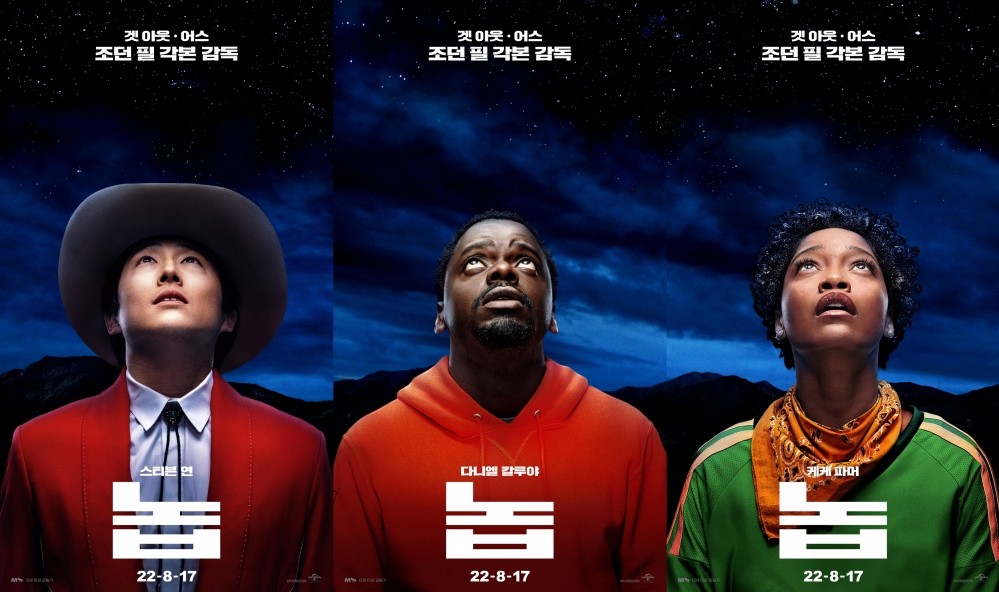 겟 아웃 · 어스
조던 필 각본 감독
스티븐 연
놉
22-8-17
겟 아웃 · 어스
조던 필 각본 감독
다니엘 칼루야
놉
22-8-17
겟 아웃 · 어스
조던 필 각본 감독
케케 파머
놉
22-8-17